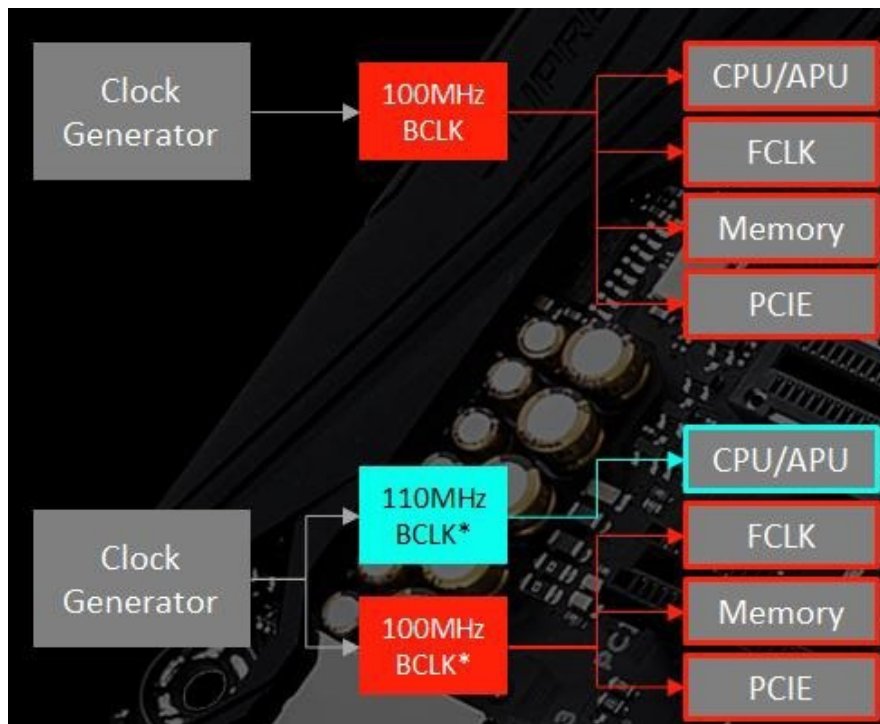 Clock
Generator
100MHz
BCLK
CPU/APU
FCLK
Memory
PCIE
Clock
Generator
110MHz
BCLK*
100MHz
BCLK*
CPU/APU
FCLK
Memory
PCIE
PCI